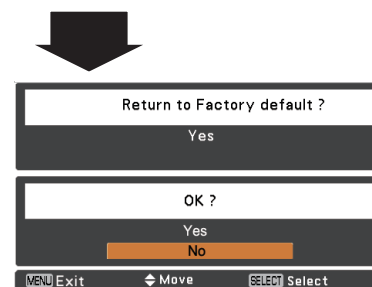 Return to Factory default ?
Yes
OK ?
Yes
No
MENU Exit Move SELECT Select